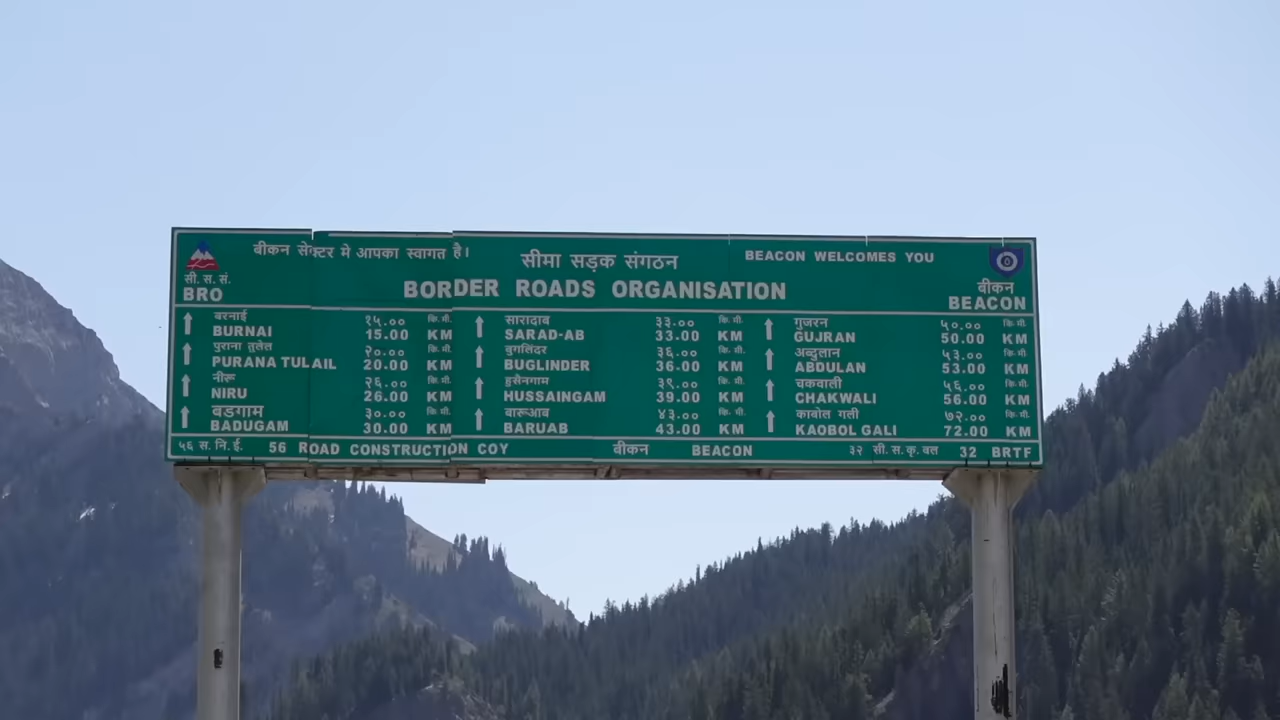 बीकन सेक्टर मे आपका स्वागत है।
सीमा सड़क संगठन
BEACON WELCOMES YOU
सी. स. सं.
BRO
BORDER ROADS ORGANISATION
बीकन
BEACON
बरनाई १५.०० कि.मी.
BURNAI 15.00 KM
पुराना तुलेल २०.०० कि.मी.
PURANA TULAIL 20.00 KM
नीरू २६.०० कि.मी.
NIRU 26.00 KM
बडगाम ३०.०० कि.मी.
BADUGAM 30.00 KM
सारादाब ३३.०० कि.मी.
SARAD-AB 33.00 KM
बुगलिंदर ३६.०० कि.मी.
BUGLINDER 36.00 KM
हुसैनगाम ३९.०० कि.मी.
HUSSAINGAM 39.00 KM
बारूआब ४३.०० कि.मी.
BARUAB 43.00 KM
गुजरन ५०.०० कि.मी.
GUJRAN 50.00 KM
अब्दुलान ५३.०० कि.मी.
ABDULAN 53.00 KM
चकवाली ५६.०० कि.मी.
CHAKWALI 56.00 KM
काबोल गली ७२.०० कि.मी.
KAOBOL GALI 72.00 KM
५६ स.नि.ई. 56 ROAD CONSTRUCTION COY बीकन BEACON ३२ सी.स.कृ.बल 32 BRTF